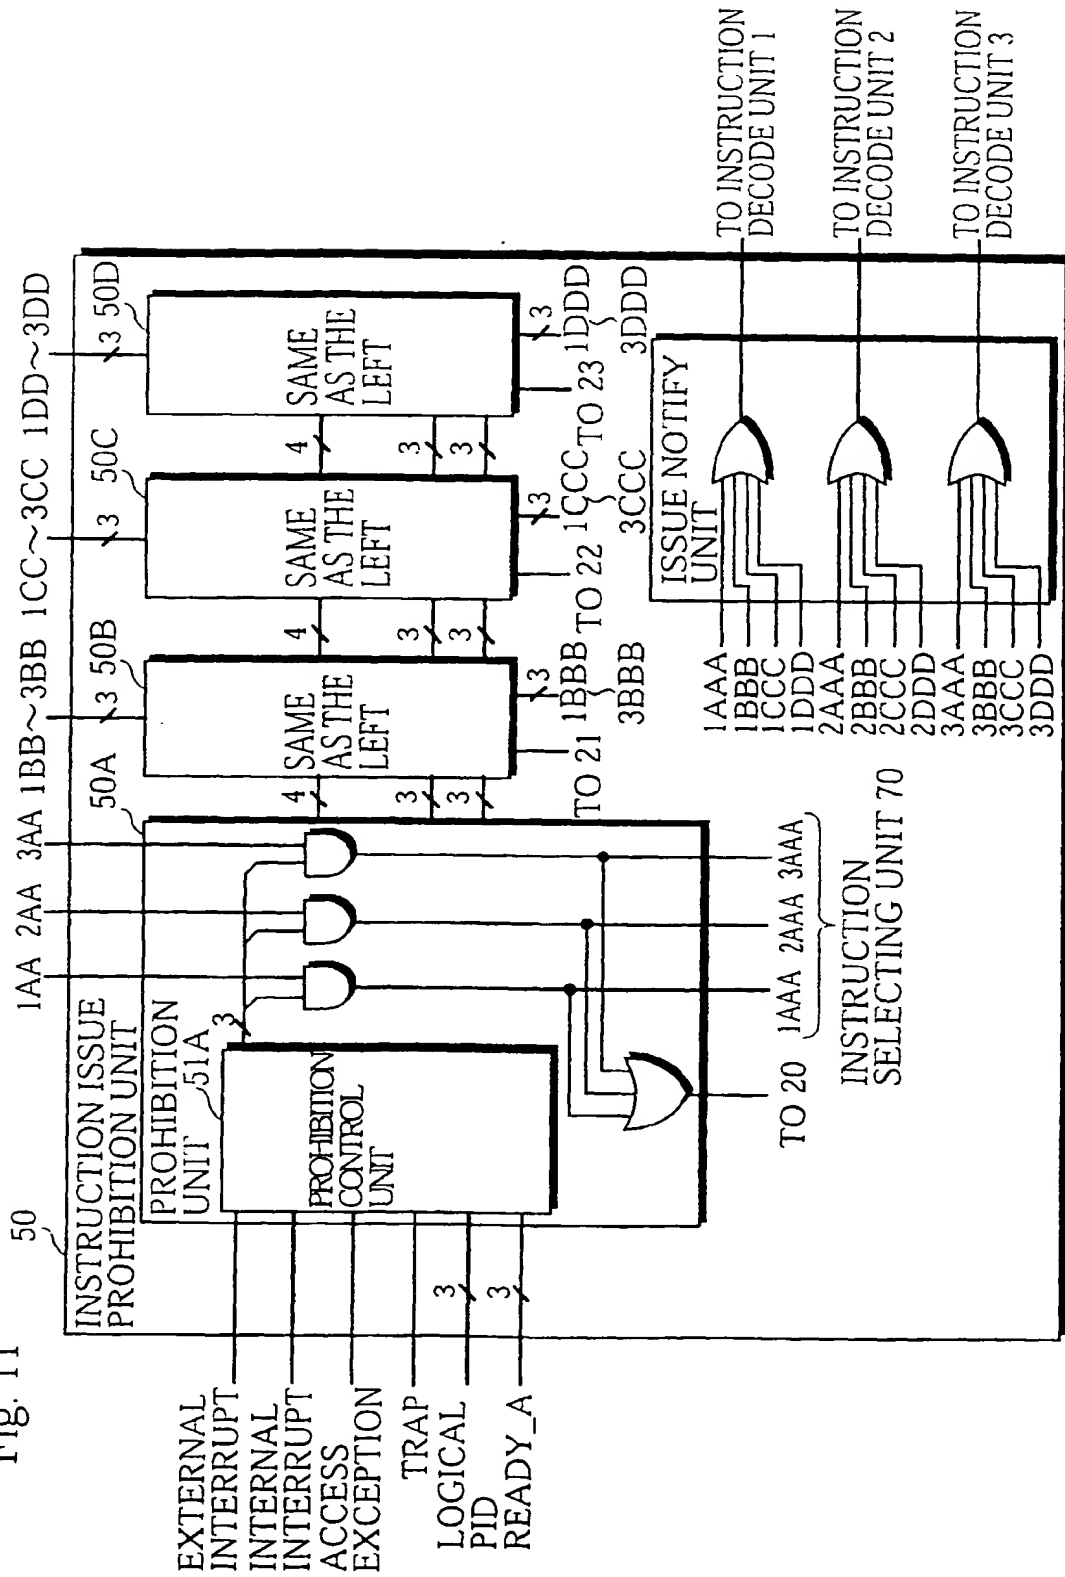 Fig. 11
50
INSTRUCTION ISSUE
PROHIBITION UNIT
1AA 2AA 3AA 1BB~3BB 1CC~3CC 1DD~3DD
50A
50B
50C
50D
3
3
3
PROHIBITION
UNIT
51A
3
PROHIBITION
CONTROL
UNIT
EXTERNAL
INTERRUPT
INTERNAL
INTERRUPT
ACCESS
EXCEPTION
TRAP
LOGICAL
PID
3
READY_A
3
SAME
AS THE
LEFT
SAME
AS THE
LEFT
SAME
AS THE
LEFT
4
3
3
4
3
3
4
3
3
TO 20
1AAA 2AAA 3AAA
INSTRUCTION
SELECTING UNIT 70
TO 21
3
1BBB
3BBB
TO 22
3
1CCC
3CCC
TO 23
3
1DDD
3DDD
ISSUE NOTIFY
UNIT
1AAA
1BBB
1CCC
1DDD
2AAA
2BBB
2CCC
2DDD
3AAA
3BBB
3CCC
3DDD
TO INSTRUCTION
DECODE UNIT 1
TO INSTRUCTION
DECODE UNIT 2
TO INSTRUCTION
DECODE UNIT 3